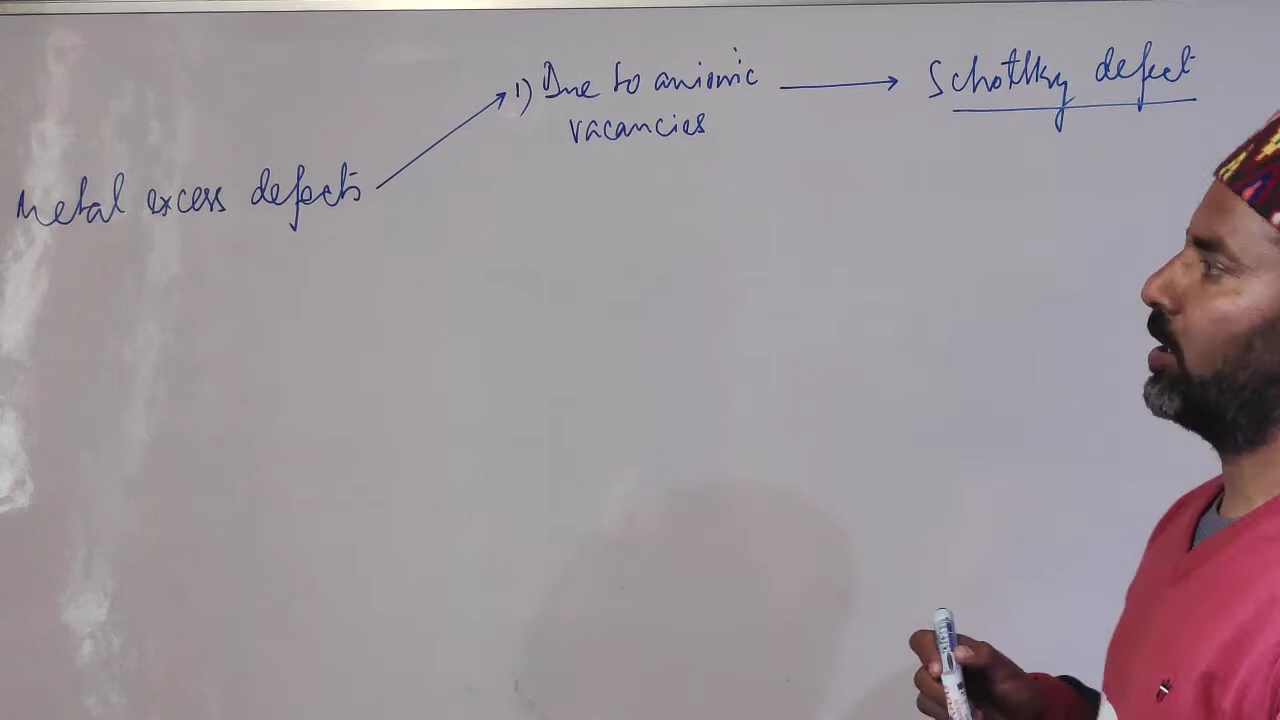 1) Due to anionic
vacancies
Schottky defect
Metal excess defects